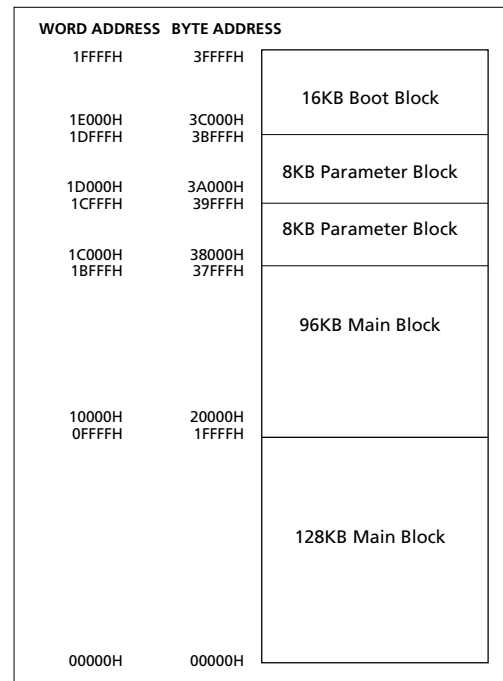 WORD ADDRESS BYTE ADDRESS
1FFFFH 3FFFFH
16KB Boot Block
1E000H 3C000H
1DFFFH 3BFFFH
8KB Parameter Block
1D000H 3A000H
1CFFFH 39FFFH
8KB Parameter Block
1C000H 38000H
1BFFFH 37FFFH
96KB Main Block
10000H 20000H
0FFFFH 1FFFFH
128KB Main Block
00000H 00000H